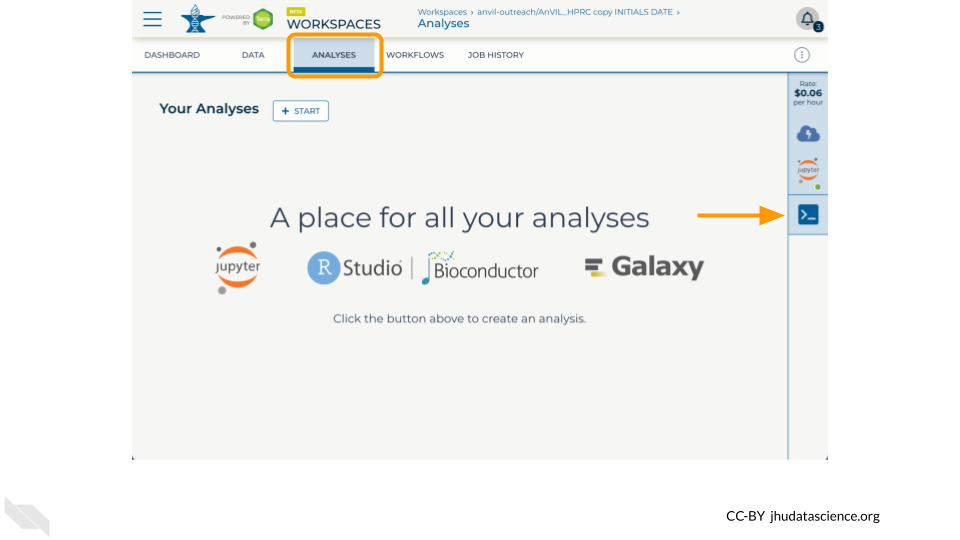 POWERED BY
Terra
BETA
WORKSPACES
Workspaces › anvil-outreach/AnVIL_HPRC copy INITIALS DATE ›
Analyses
3
DASHBOARD DATA ANALYSES WORKFLOWS JOB HISTORY
Rate:
$0.06
per hour
Your Analyses + START
jupyter
>_
A place for all your analyses
jupyter R Studio | Bioconductor Galaxy
Click the button above to create an analysis.
CC-BY jhudatascience.org